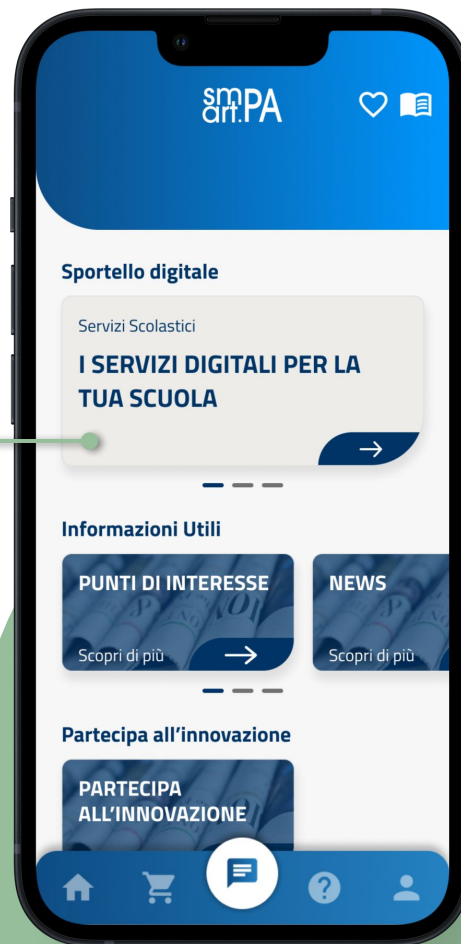 smart.PA
Sportello digitale
Servizi Scolastici
I SERVIZI DIGITALI PER LA
TUA SCUOLA
Informazioni Utili
PUNTI DI INTERESSE
Scopri di più
NEWS
Scopri di più
Partecipa all’innovazione
PARTECIPA
ALL’INNOVAZIONE